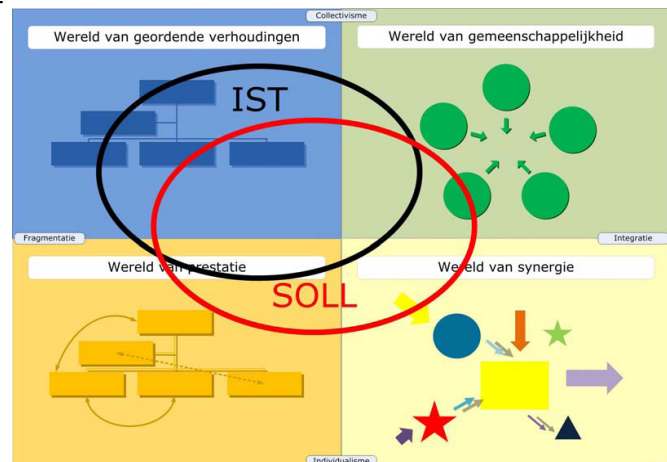 Collectivisme
Wereld van geordende verhoudingen
Wereld van gemeenschappelijkheid
IST
Fragmentatie
Integratie
Wereld van prestatie
Wereld van synergie
SOLL
Individualisme